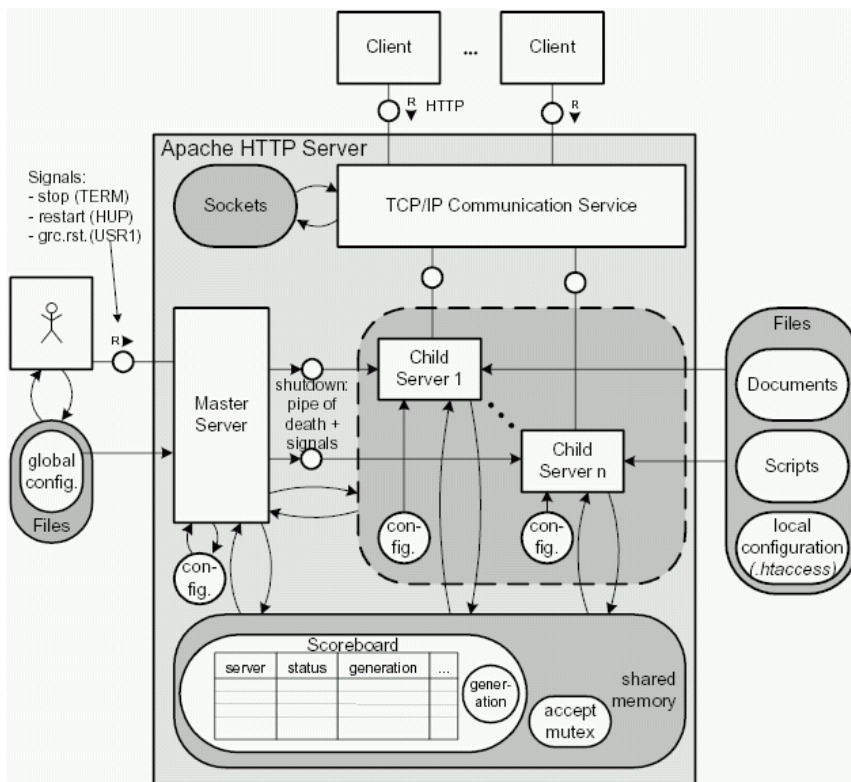 Client
...
Client
R
HTTP
R
Apache HTTP Server
Signals:
- stop (TERM)
- restart (HUP)
- grc.rst.(USR1)
Sockets
TCP/IP Communication Service
R
Master
Server
shutdown:
pipe of
death +
signals
Child
Server 1
Child
Server n
Files
Documents
Scripts
local
configuration
(.htaccess)
global
config.
Files
con-
fig.
con-
fig.
con-
fig.
Scoreboard
server status generation ...
gener-
ation
shared
memory
accept
mutex